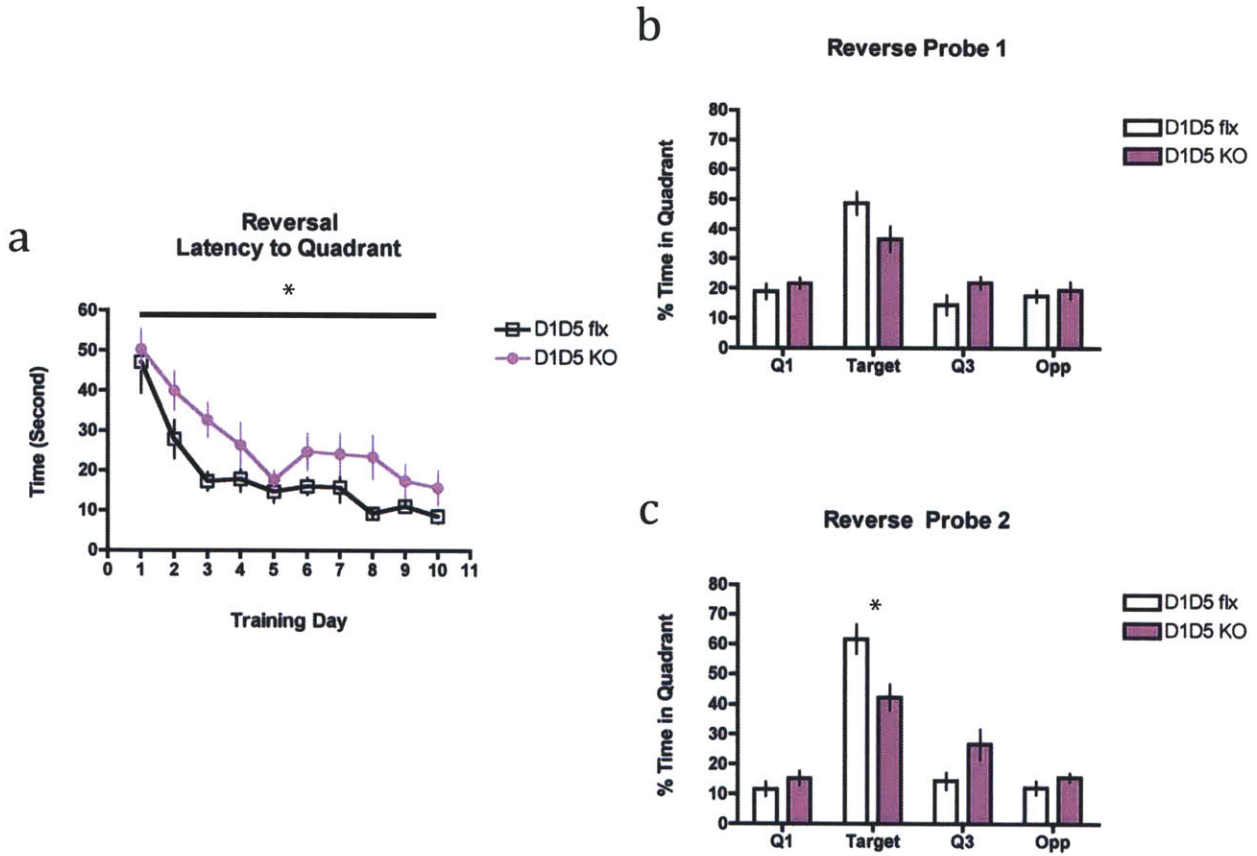 a
Reversal
Latency to Quadrant
*
60
50
40
30
20
10
0
Time (Second)
0 1 2 3 4 5 6 7 8 9 10 11
Training Day
D1D5 flx
D1D5 KO
b
Reverse Probe 1
80
70
60
50
40
30
20
10
0
% Time in Quadrant
Q1 Target Q3 Opp
D1D5 flx
D1D5 KO
c
Reverse Probe 2
*
80
70
60
50
40
30
20
10
0
% Time in Quadrant
Q1 Target Q3 Opp
D1D5 flx
D1D5 KO